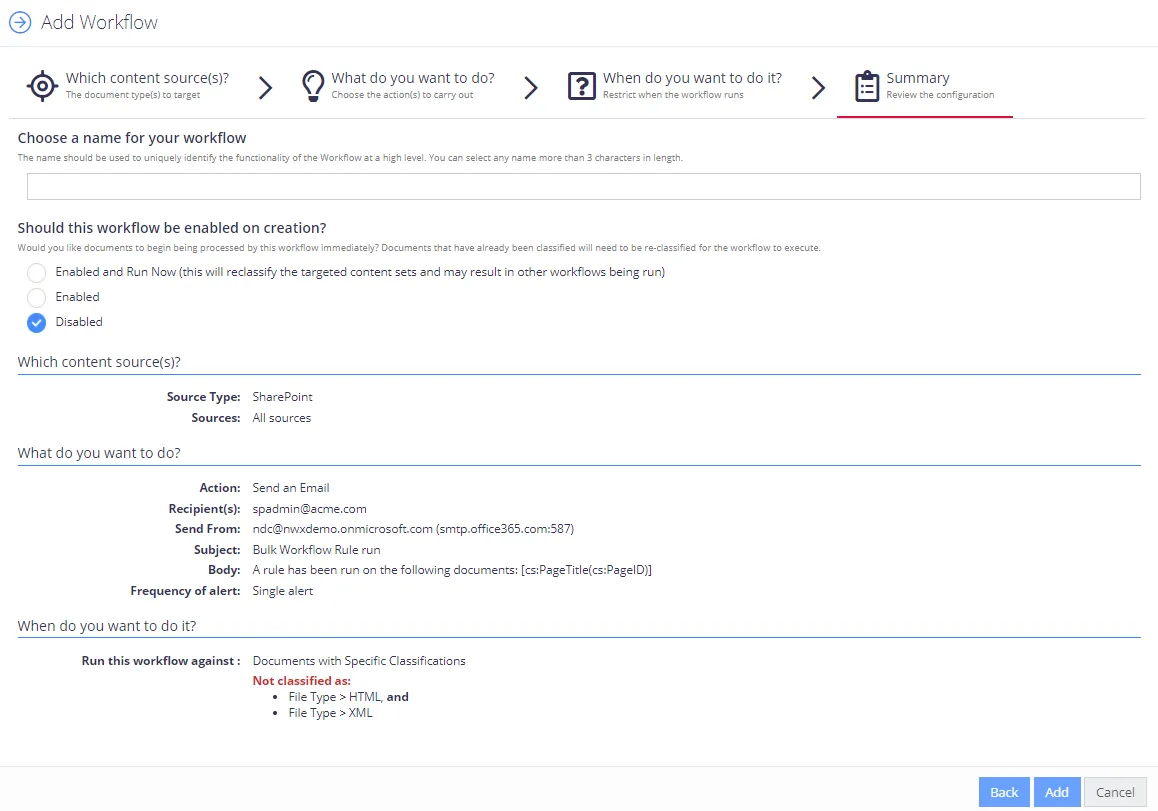 Add Workflow
Which content source(s)?
The document type(s) to target
What do you want to do?
Choose the action(s) to carry out
When do you want to do it?
Restrict when the workflow runs
Summary
Review the configuration
Choose a name for your workflow
The name should be used to uniquely identify the functionality of the Workflow at a high level. You can select any name more than 3 characters in length.
Should this workflow be enabled on creation?
Would you like documents to begin being processed by this workflow immediately? Documents that have already been classified will need to be re-classified for the workflow to execute.
Enabled and Run Now (this will reclassify the targeted content sets and may result in other workflows being run)
Enabled
Disabled
Which content source(s)?
Source Type: SharePoint
Sources: All sources
What do you want to do?
Action: Send an Email
Recipient(s): spadmin@acme.com
Send From: ndc@nwxdemo.onmicrosoft.com (smtp.office365.com:587)
Subject: Bulk Workflow Rule run
Body: A rule has been run on the following documents: [cs:PageTitle(cs:PageID)]
Frequency of alert: Single alert
When do you want to do it?
Run this workflow against : Documents with Specific Classifications
Not classified as:
• File Type > HTML, and
• File Type > XML
Back Add Cancel